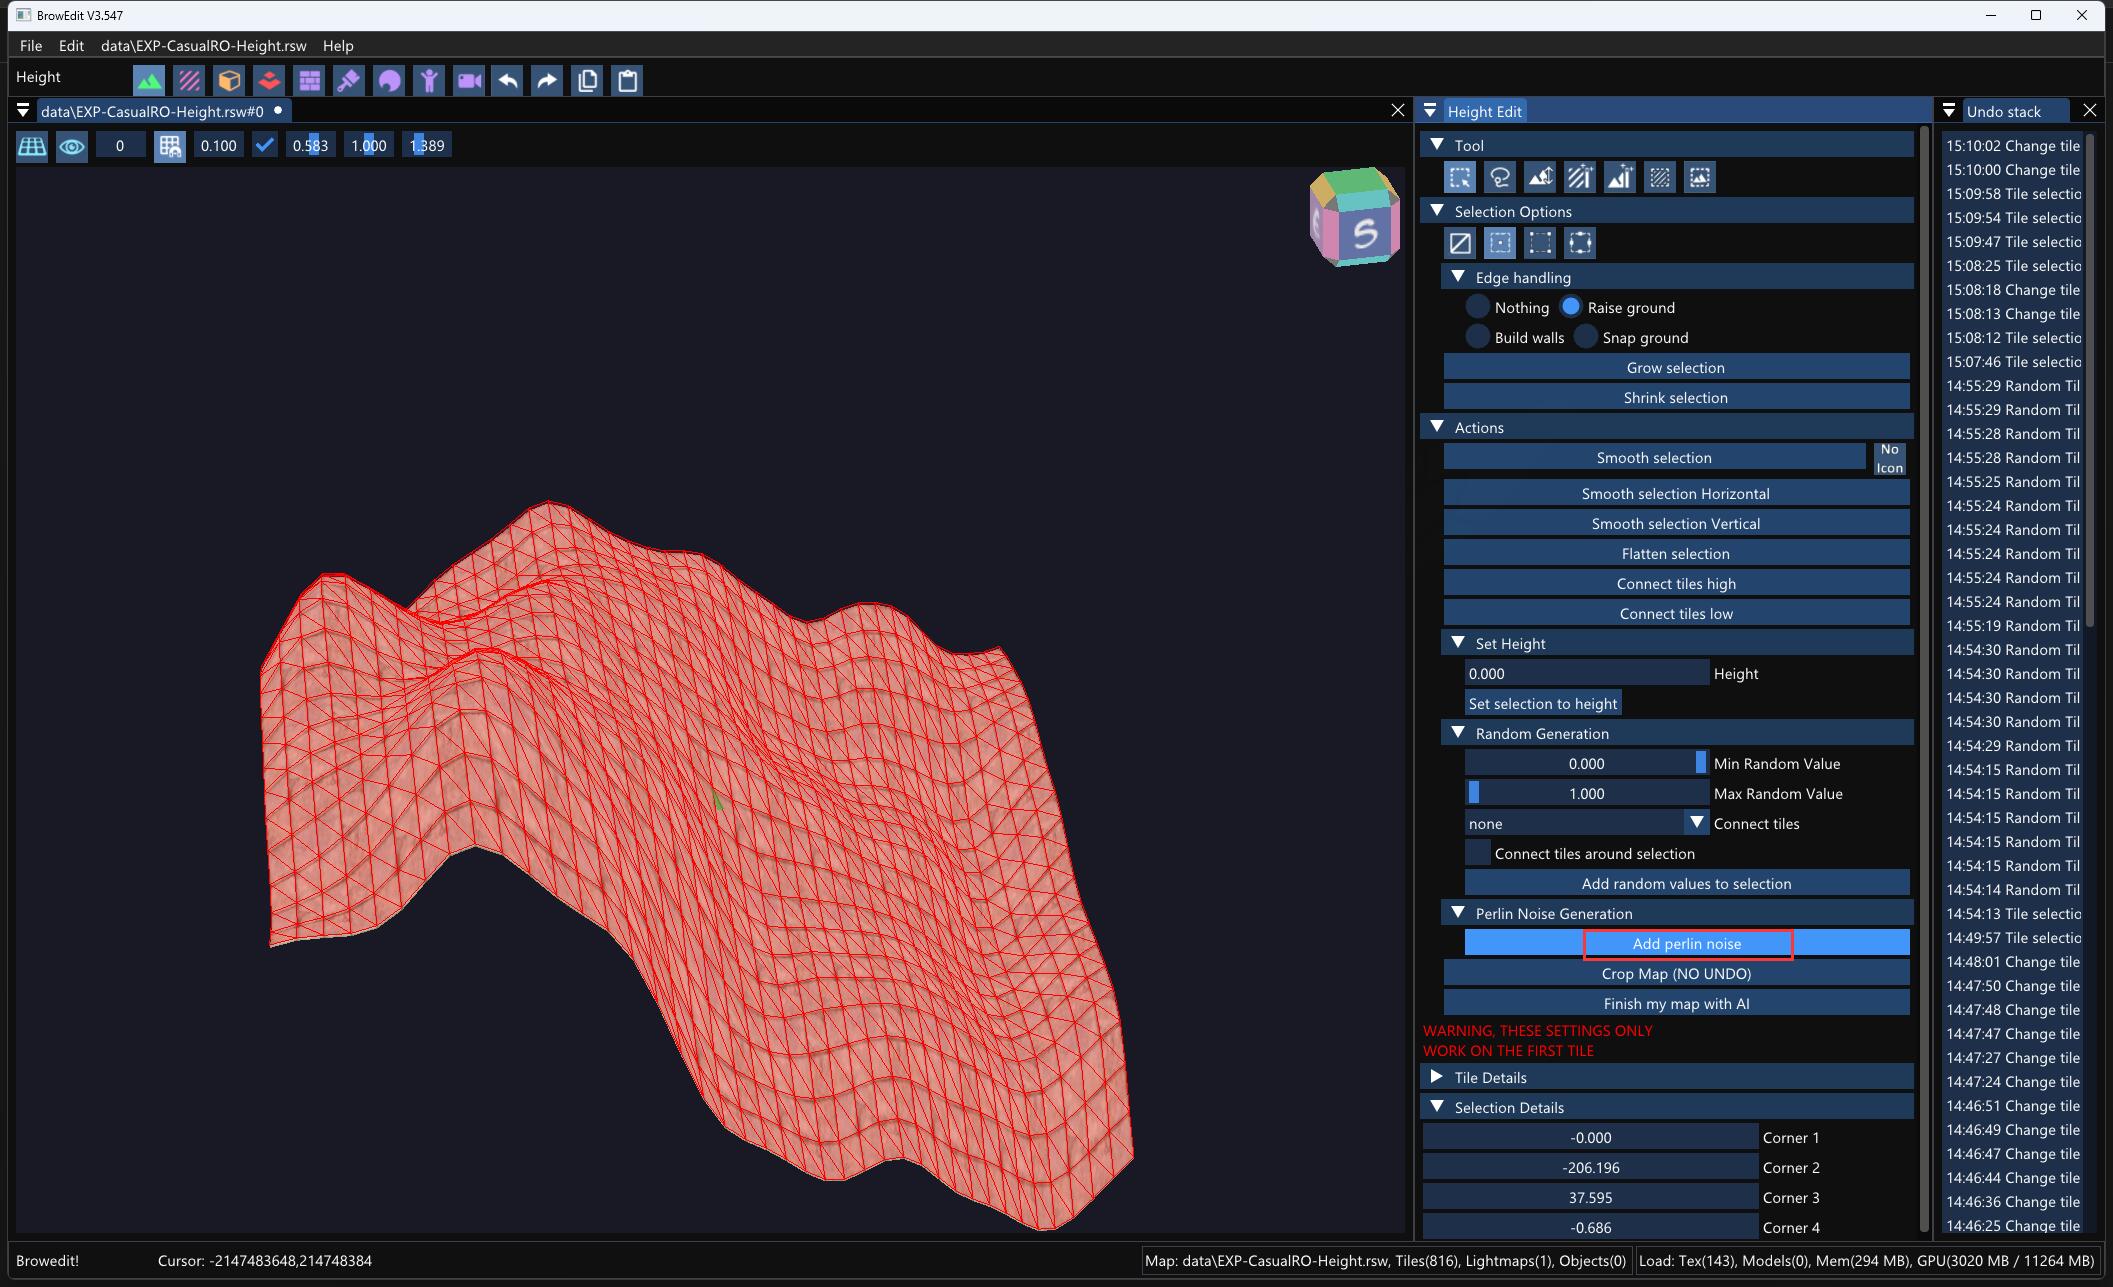 BrowEdit V3.547
File Edit data\EXP-CasualRO-Height.rsw Help
Height
data\EXP-CasualRO-Height.rsw#0
0 0.100 0.583 1.000 1.389
S
Height Edit
Tool
Selection Options
Edge handling
Nothing Raise ground
Build walls Snap ground
Grow selection
Shrink selection
Actions
Smooth selection No Icon
Smooth selection Horizontal
Smooth selection Vertical
Flatten selection
Connect tiles high
Connect tiles low
Set Height
0.000 Height
Set selection to height
Random Generation
0.000 Min Random Value
1.000 Max Random Value
none Connect tiles
Connect tiles around selection
Add random values to selection
Perlin Noise Generation
Add perlin noise
Crop Map (NO UNDO)
Finish my map with AI
WARNING, THESE SETTINGS ONLY
WORK ON THE FIRST TILE
Tile Details
Selection Details
-0.000 Corner 1
-206.196 Corner 2
37.595 Corner 3
-0.686 Corner 4
Undo stack
15:10:02 Change tile
15:10:00 Change tile
15:09:58 Tile selectio
15:09:54 Tile selectio
15:09:47 Tile selectio
15:08:25 Tile selectio
15:08:18 Change tile
15:08:13 Change tile
15:08:12 Tile selectio
15:07:46 Tile selectio
14:55:29 Random Til
14:55:29 Random Til
14:55:28 Random Til
14:55:28 Random Til
14:55:25 Random Til
14:55:24 Random Til
14:55:24 Random Til
14:55:24 Random Til
14:55:24 Random Til
14:55:24 Random Til
14:55:19 Random Til
14:54:30 Random Til
14:54:30 Random Til
14:54:30 Random Til
14:54:30 Random Til
14:54:29 Random Til
14:54:15 Random Til
14:54:15 Random Til
14:54:15 Random Til
14:54:15 Random Til
14:54:15 Random Til
14:54:14 Random Til
14:54:13 Tile selectio
14:49:57 Tile selectio
14:48:01 Change tile
14:47:50 Change tile
14:47:48 Change tile
14:47:47 Change tile
14:47:27 Change tile
14:47:24 Change tile
14:46:51 Change tile
14:46:49 Change tile
14:46:47 Change tile
14:46:44 Change tile
14:46:36 Change tile
14:46:25 Change tile
Browedit! Cursor: -2147483648,214748384 Map: data\EXP-CasualRO-Height.rsw, Tiles(816), Lightmaps(1), Objects(0) Load: Tex(143), Models(0), Mem(294 MB), GPU(3020 MB / 11264 MB)